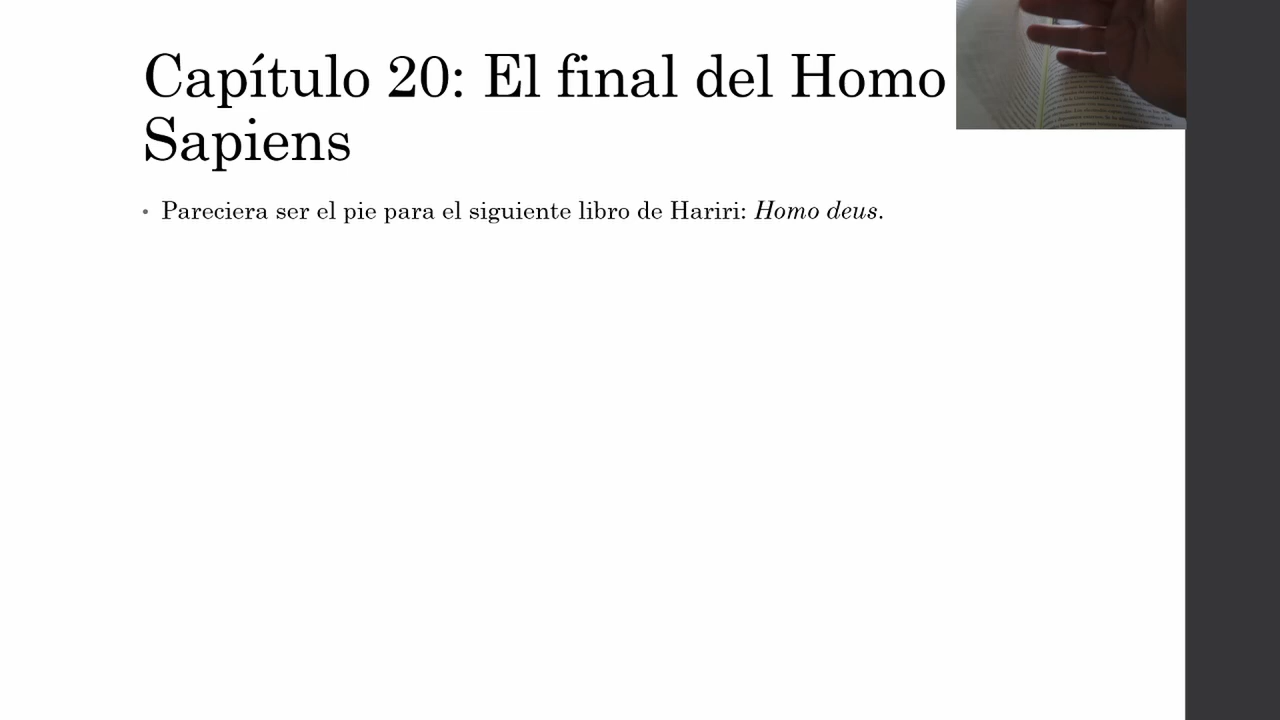 Capítulo 20: El final del Homo
Sapiens
• Pareciera ser el pie para el siguiente libro de Hariri: Homo deus.